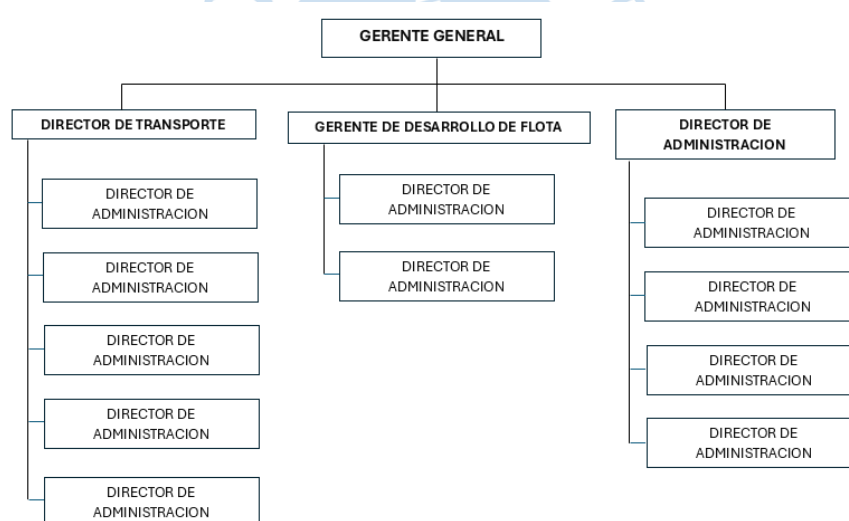 GERENTE GENERAL
DIRECTOR DE TRANSPORTE
GERENTE DE DESARROLLO DE FLOTA
DIRECTOR DE
ADMINISTRACION
DIRECTOR DE
ADMINISTRACION
DIRECTOR DE
ADMINISTRACION
DIRECTOR DE
ADMINISTRACION
DIRECTOR DE
ADMINISTRACION
DIRECTOR DE
ADMINISTRACION
DIRECTOR DE
ADMINISTRACION
DIRECTOR DE
ADMINISTRACION
DIRECTOR DE
ADMINISTRACION
DIRECTOR DE
ADMINISTRACION
DIRECTOR DE
ADMINISTRACION
DIRECTOR DE
ADMINISTRACION